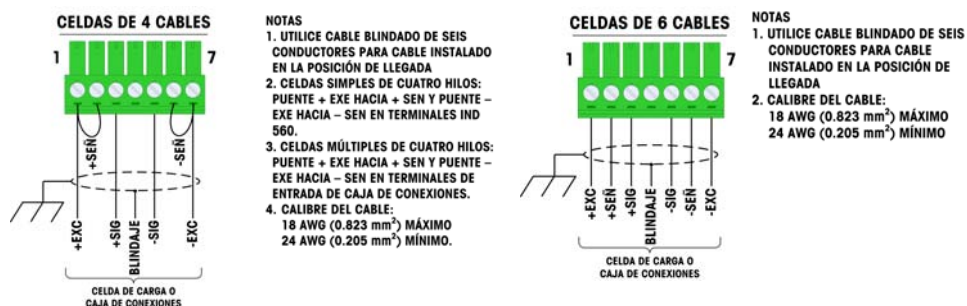 CELDAS DE 4 CABLES
1
7
+SEÑ
-SEÑ
+EXC
+SIG
BLINDAJE
-SIG
-EXC
CELDA DE CARGA O
CAJA DE CONEXIONES
NOTAS
1. UTILICE CABLE BLINDADO DE SEIS
CONDUCTORES PARA CABLE INSTALADO
EN LA POSICIÓN DE LLEGADA
2. CELDAS SIMPLES DE CUATRO HILOS:
PUENTE + EXE HACIA + SEN Y PUENTE –
EXE HACIA – SEN EN TERMINALES IND
560.
3. CELDAS MÚLTIPLES DE CUATRO HILOS:
PUENTE + EXE HACIA + SEN Y PUENTE –
EXE HACIA – SEN EN TERMINALES DE
ENTRADA DE CAJA DE CONEXIONES.
4. CALIBRE DEL CABLE:
18 AWG (0.823 mm²) MÁXIMO
24 AWG (0.205 mm²) MÍNIMO.
CELDAS DE 6 CABLES
1
7
+EXC
+SEÑ
+SIG
BLINDAJE
-SIG
-SEÑ
-EXC
CELDA DE CARGA O
CAJA DE CONEXIONES
NOTAS
1. UTILICE CABLE BLINDADO DE SEIS
CONDUCTORES PARA CABLE
INSTALADO EN LA POSICIÓN DE
LLEGADA
2. CALIBRE DEL CABLE:
18 AWG (0.823 mm²) MÁXIMO
24 AWG (0.205 mm²) MÍNIMO